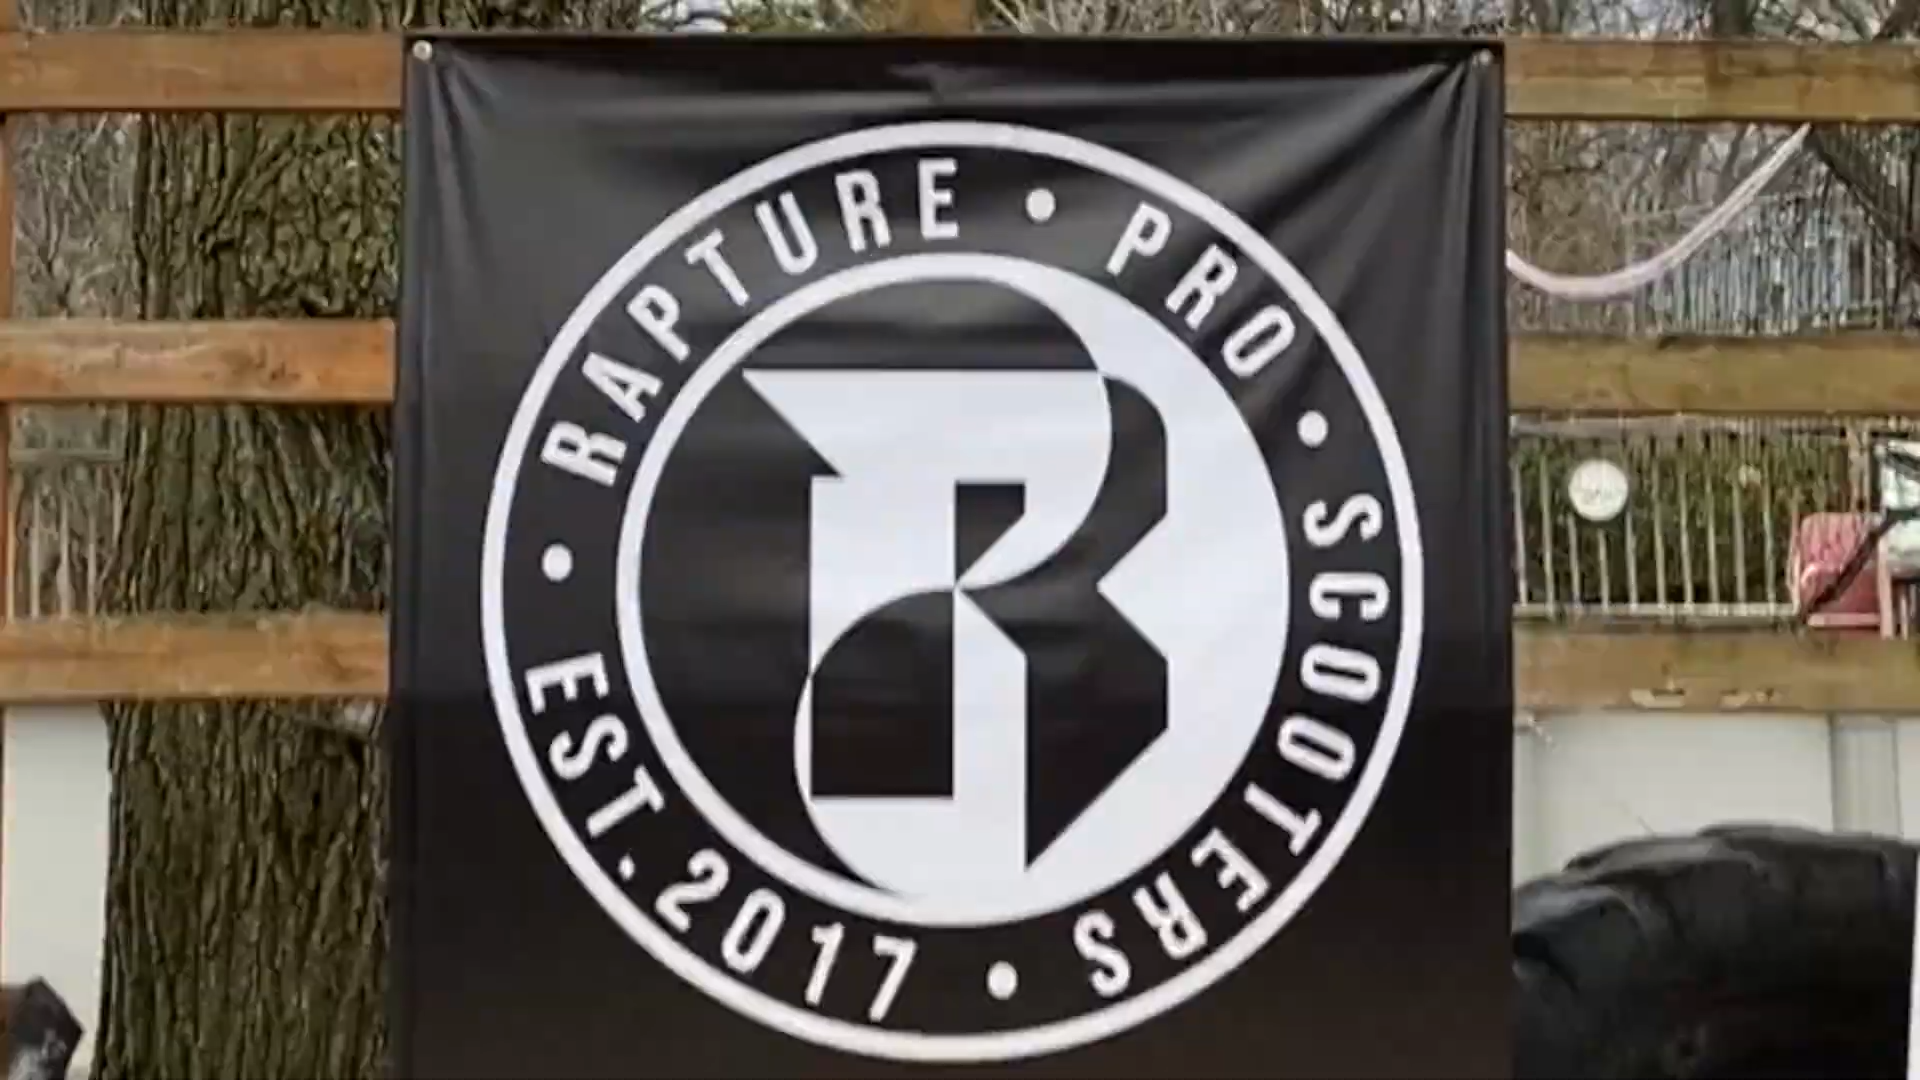 RAPTURE • PRO • SCOOTERS •
EST. 2017 •
R